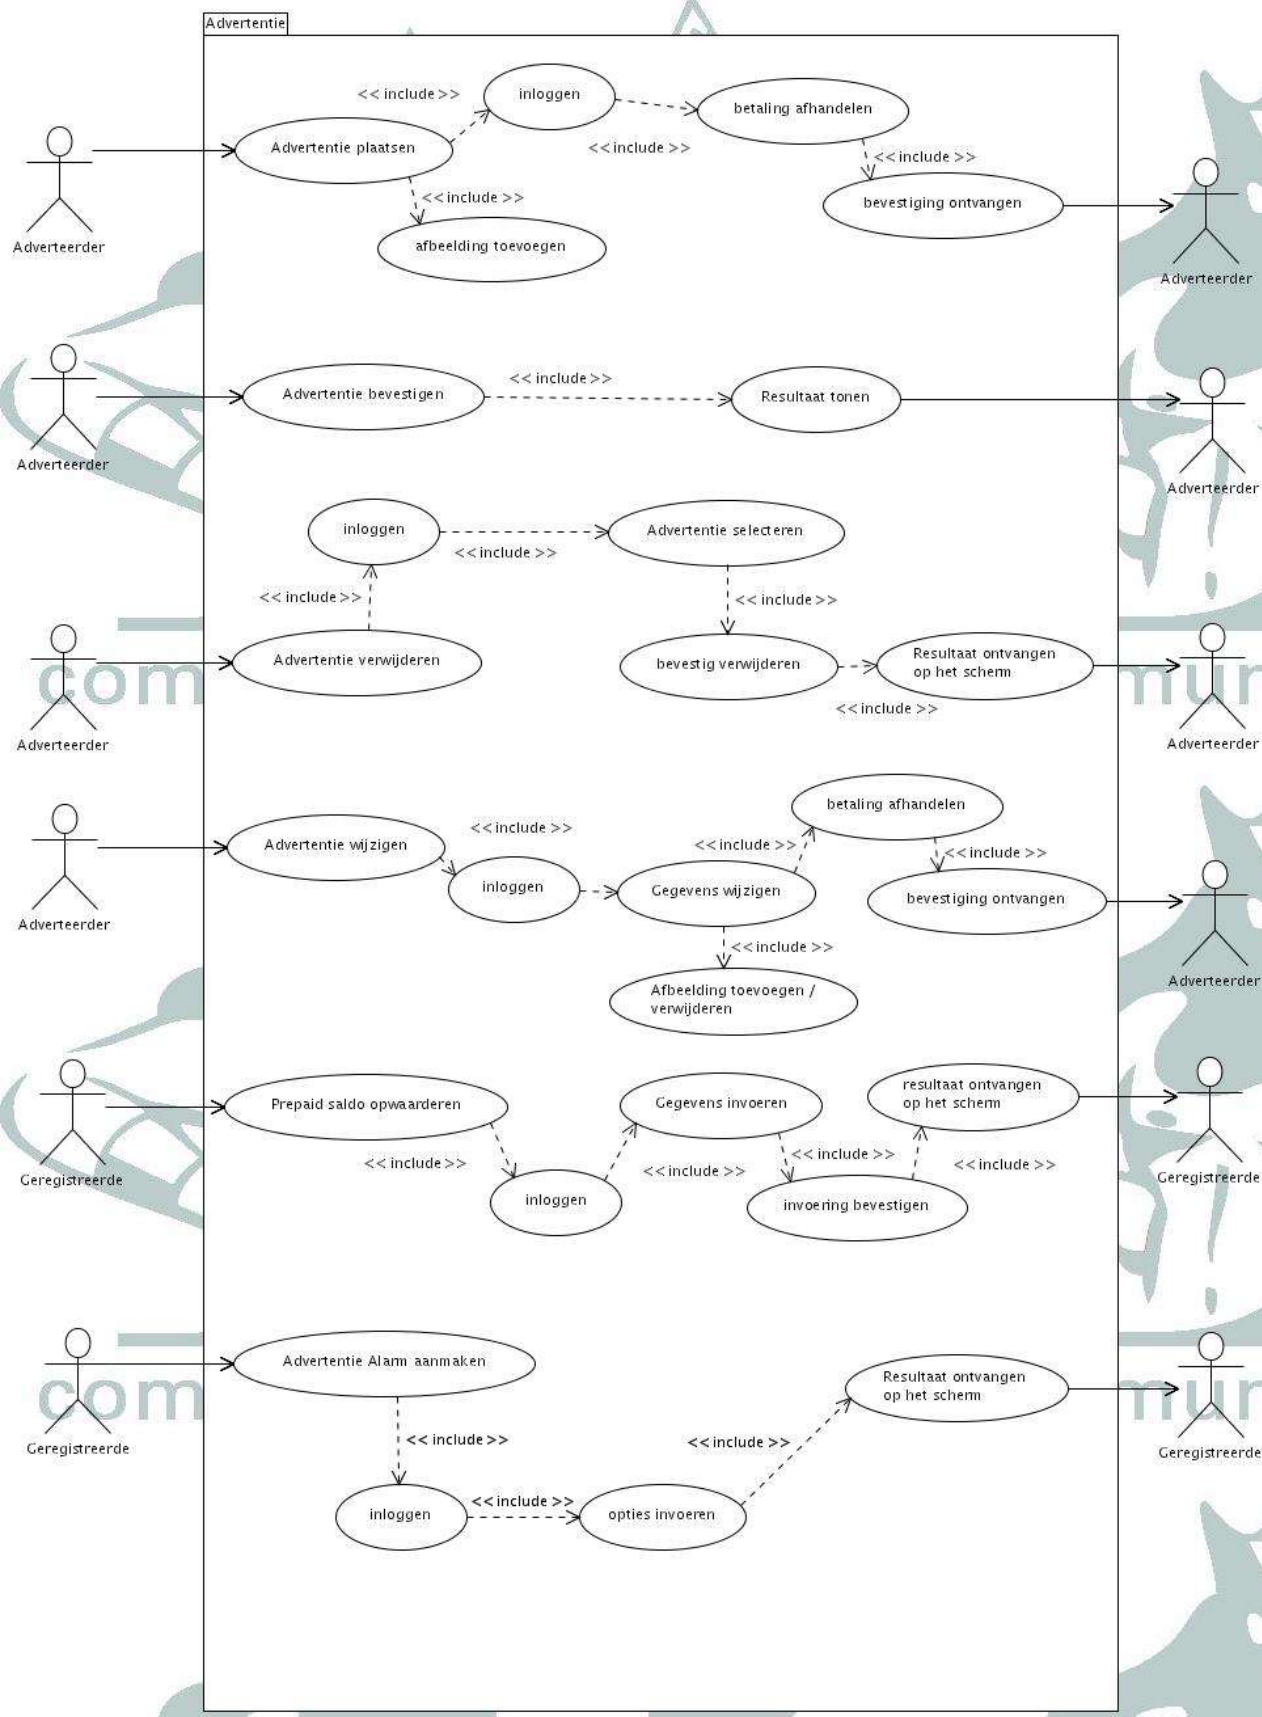 Advertentie
<< include >>
inloggen
betaling afhandelen
Advertentie plaatsen
<< include >>
<< include >>
<< include >>
bevestiging ontvangen
afbeelding toevoegen
Adverteerder
Adverteerder
Advertentie bevestigen
<< include >>
Resultaat tonen
Adverteerder
Adverteerder
inloggen
<< include >>
Advertentie selecteren
<< include >>
<< include >>
Advertentie verwijderen
bevestig verwijderen
Resultaat ontvangen
op het scherm
<< include >>
com
mur
Adverteerder
Adverteerder
betaling afhandelen
Advertentie wijzigen
<< include >>
<< include >>
<< include >>
inloggen
Gegevens wijzigen
bevestiging ontvangen
<< include >>
Adverteerder
Adverteerder
Afbeelding toevoegen /
verwijderen
Prepaid saldo opwaarderen
Gegevens invoeren
resultaat ontvangen
op het scherm
<< include >>
<< include >>
<< include >>
<< include >>
inloggen
invoering bevestigen
Geregistreerde
Geregistreerde
Advertentie Alarm aanmaken
Resultaat ontvangen
op het scherm
com
mur
<< include >>
<< include >>
Geregistreerde
Geregistreerde
<< include >>
inloggen
opties invoeren